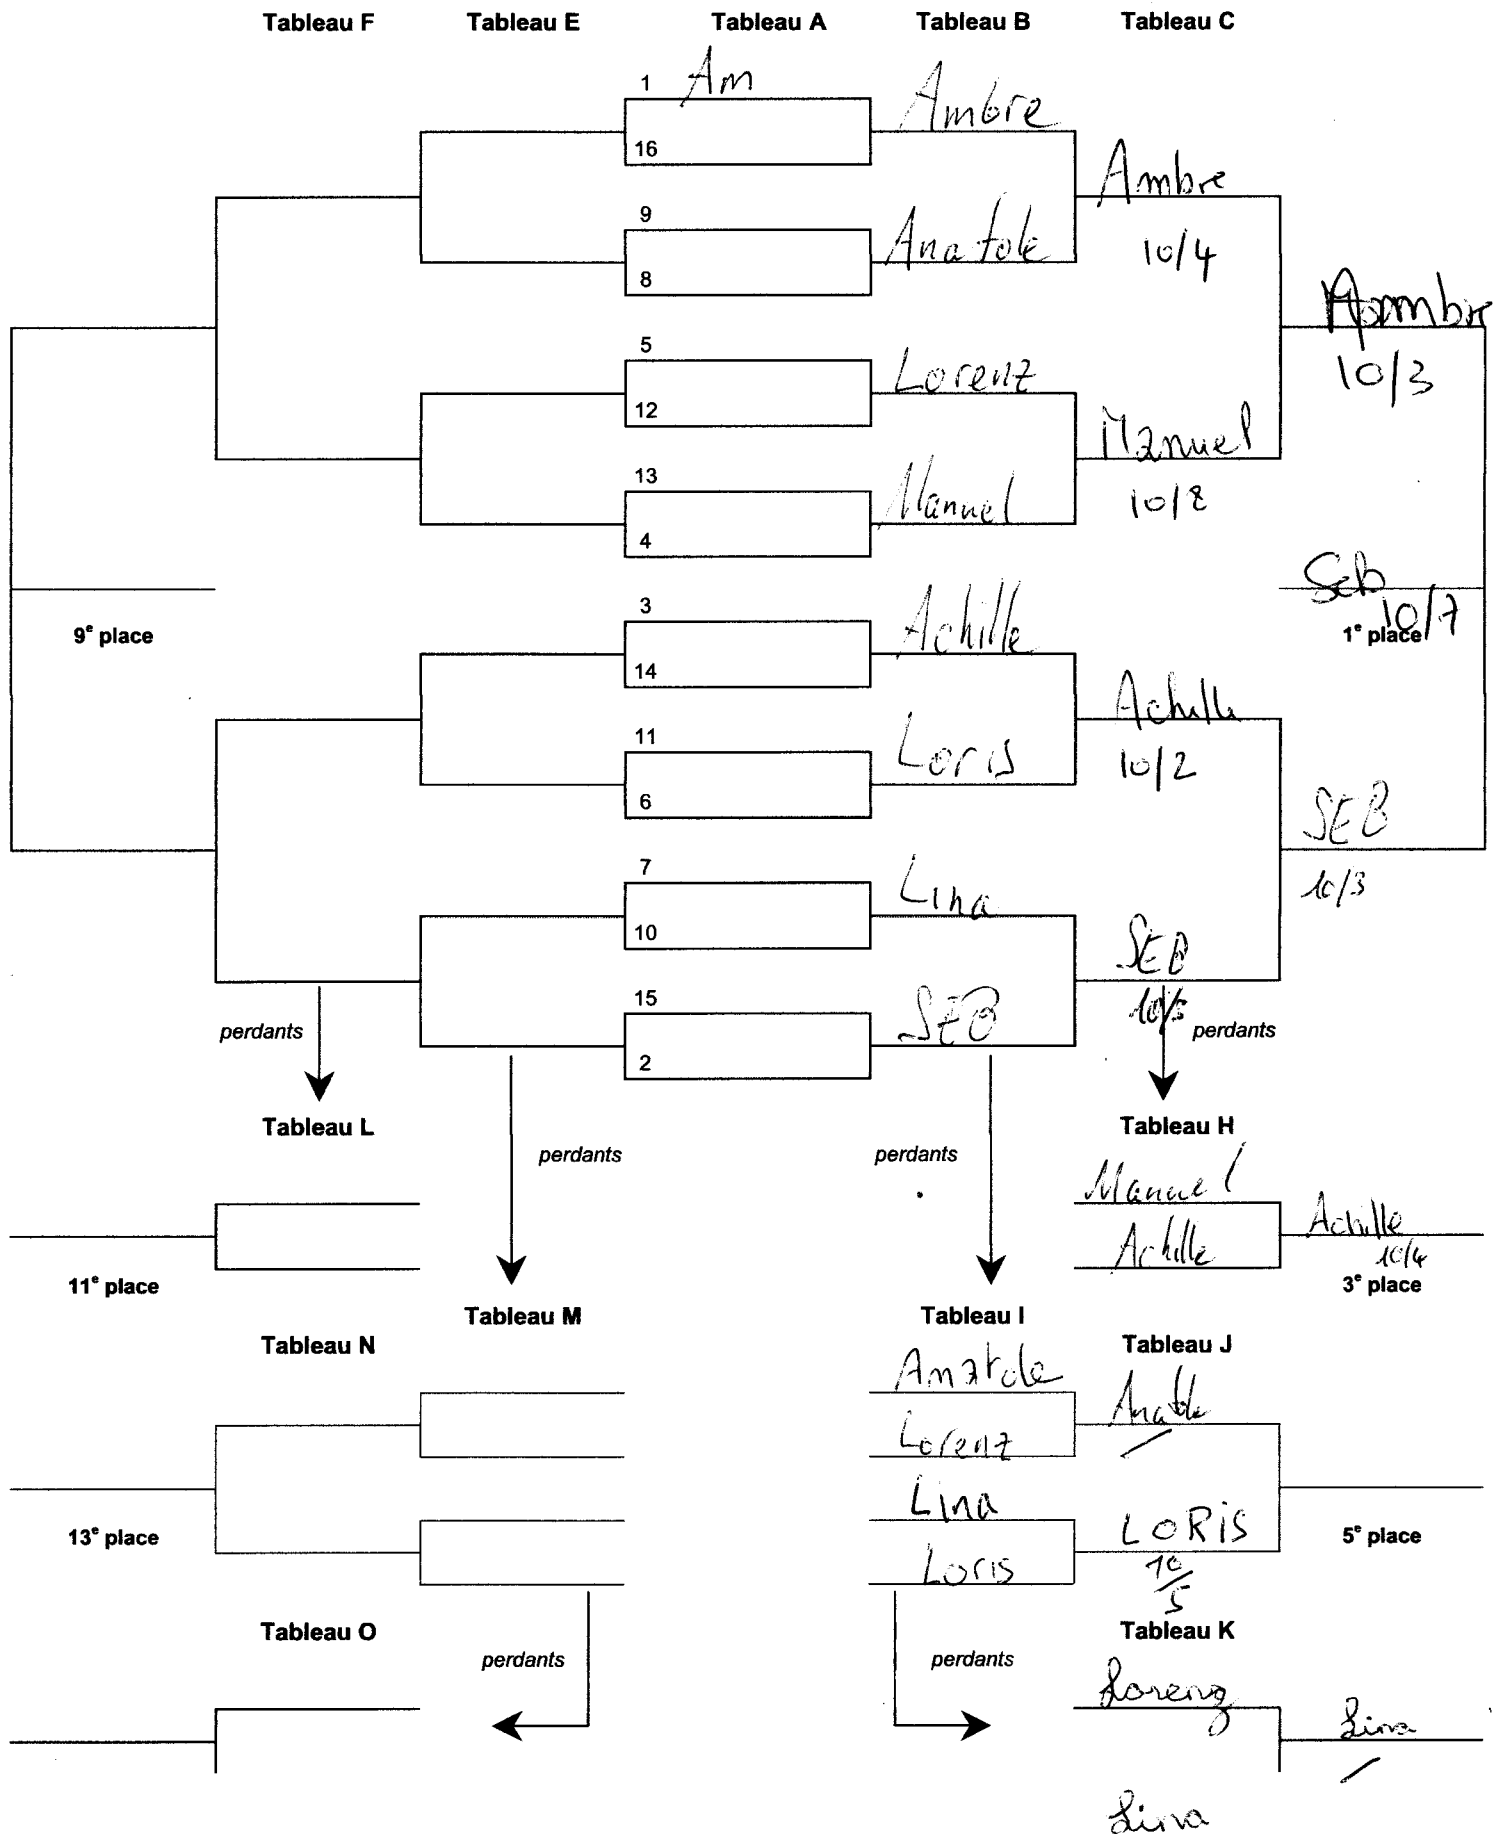 Tableau F Tableau E Tableau A Tableau B Tableau C
1 Am
Ambre
16
Ambre
9
Anatole
10/4
8
10/3
5
Lorenz
12
Manuel
13
10/8
Manuel
4
Seb
3
Achille
10/7
9e place
1e place
14
Achille
11
Loris
10/2
6
SEB
7
Lina
10/3
10
SEB
15
SEB
perdants
perdants
2
Tableau L
Tableau H
perdants
perdants
Manuel
Achille
Achille
10/4
11e place
3e place
Tableau M
Tableau I
Tableau N
Tableau J
Anatole
Anatole
Lorenz
Lina
13e place
LORIS
5e place
Loris
10/5
Tableau O
Tableau K
perdants
perdants
Lorenz
Lina
Lina